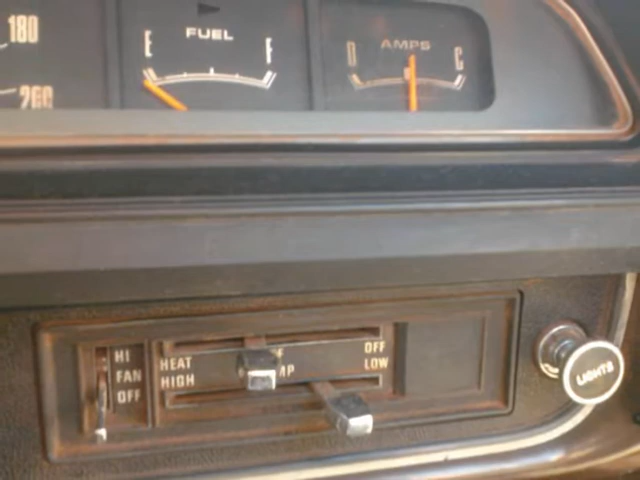 180
260
E FUEL F
D AMPS C
HI
FAN
OFF
HEAT OFF
HIGH LOW
LIGHTS